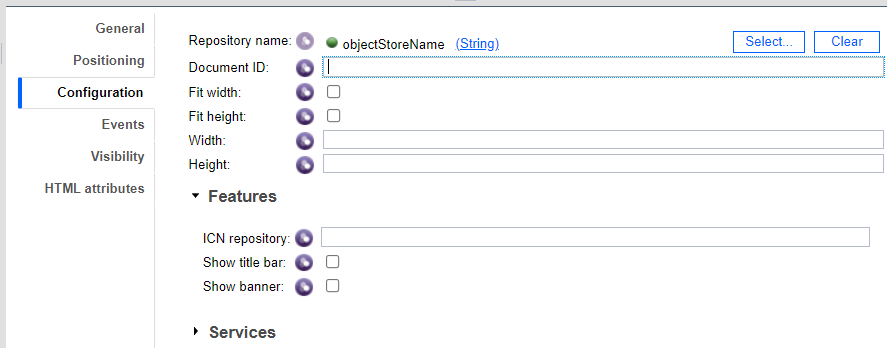 General
Positioning
Configuration
Events
Visibility
HTML attributes
Repository name: objectStoreName (String) Select... Clear
Document ID:
Fit width:
Fit height:
Width:
Height:
Features
ICN repository:
Show title bar:
Show banner:
Services